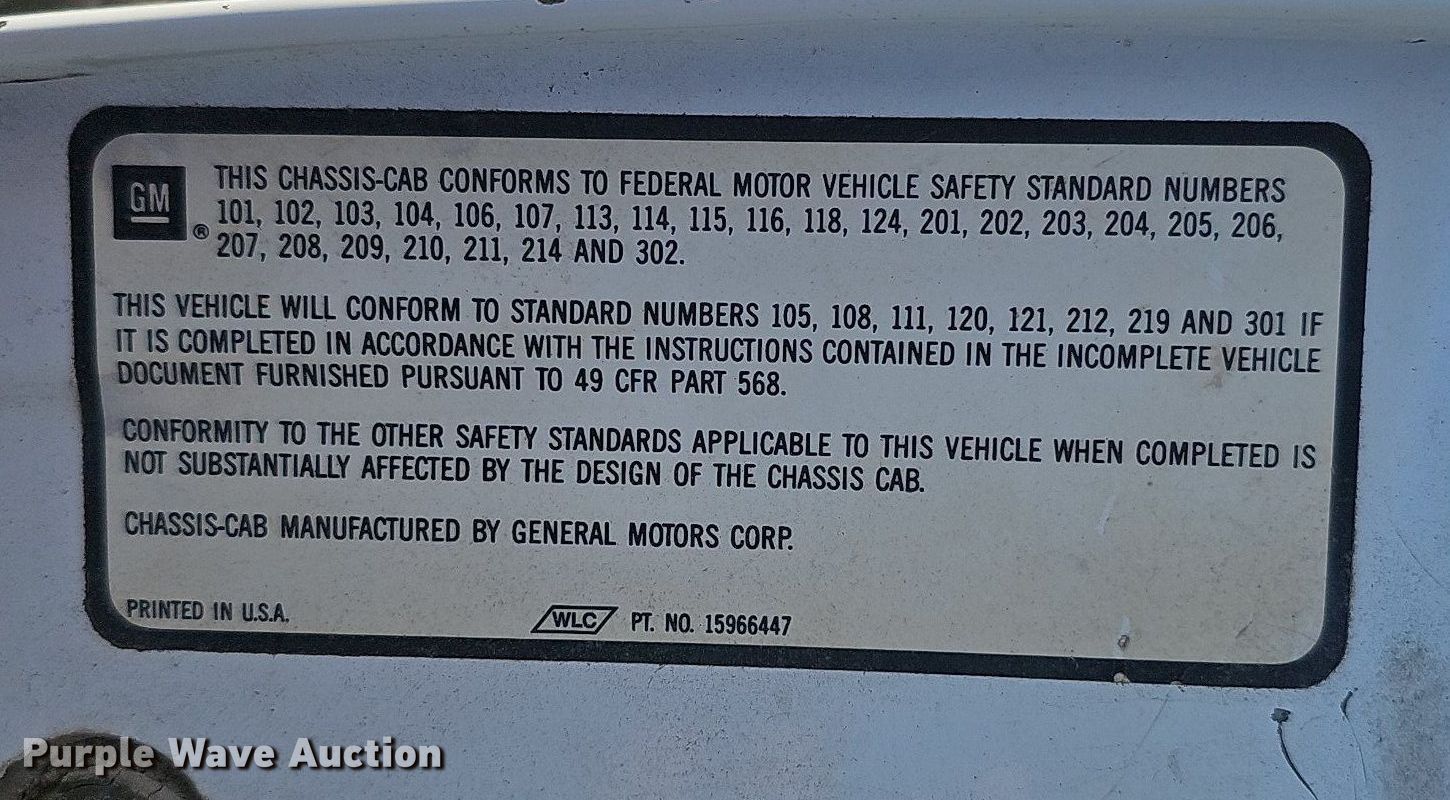 GM
®
THIS CHASSIS-CAB CONFORMS TO FEDERAL MOTOR VEHICLE SAFETY STANDARD NUMBERS
101, 102, 103, 104, 106, 107, 113, 114, 115, 116, 118, 124, 201, 202, 203, 204, 205, 206,
207, 208, 209, 210, 211, 214 AND 302.
THIS VEHICLE WILL CONFORM TO STANDARD NUMBERS 105, 108, 111, 120, 121, 212, 219 AND 301 IF
IT IS COMPLETED IN ACCORDANCE WITH THE INSTRUCTIONS CONTAINED IN THE INCOMPLETE VEHICLE
DOCUMENT FURNISHED PURSUANT TO 49 CFR PART 568.
CONFORMITY TO THE OTHER SAFETY STANDARDS APPLICABLE TO THIS VEHICLE WHEN COMPLETED IS
NOT SUBSTANTIALLY AFFECTED BY THE DESIGN OF THE CHASSIS CAB.
CHASSIS-CAB MANUFACTURED BY GENERAL MOTORS CORP.
PRINTED IN U.S.A. WLC PT. NO. 15966447
Purple Wave Auction